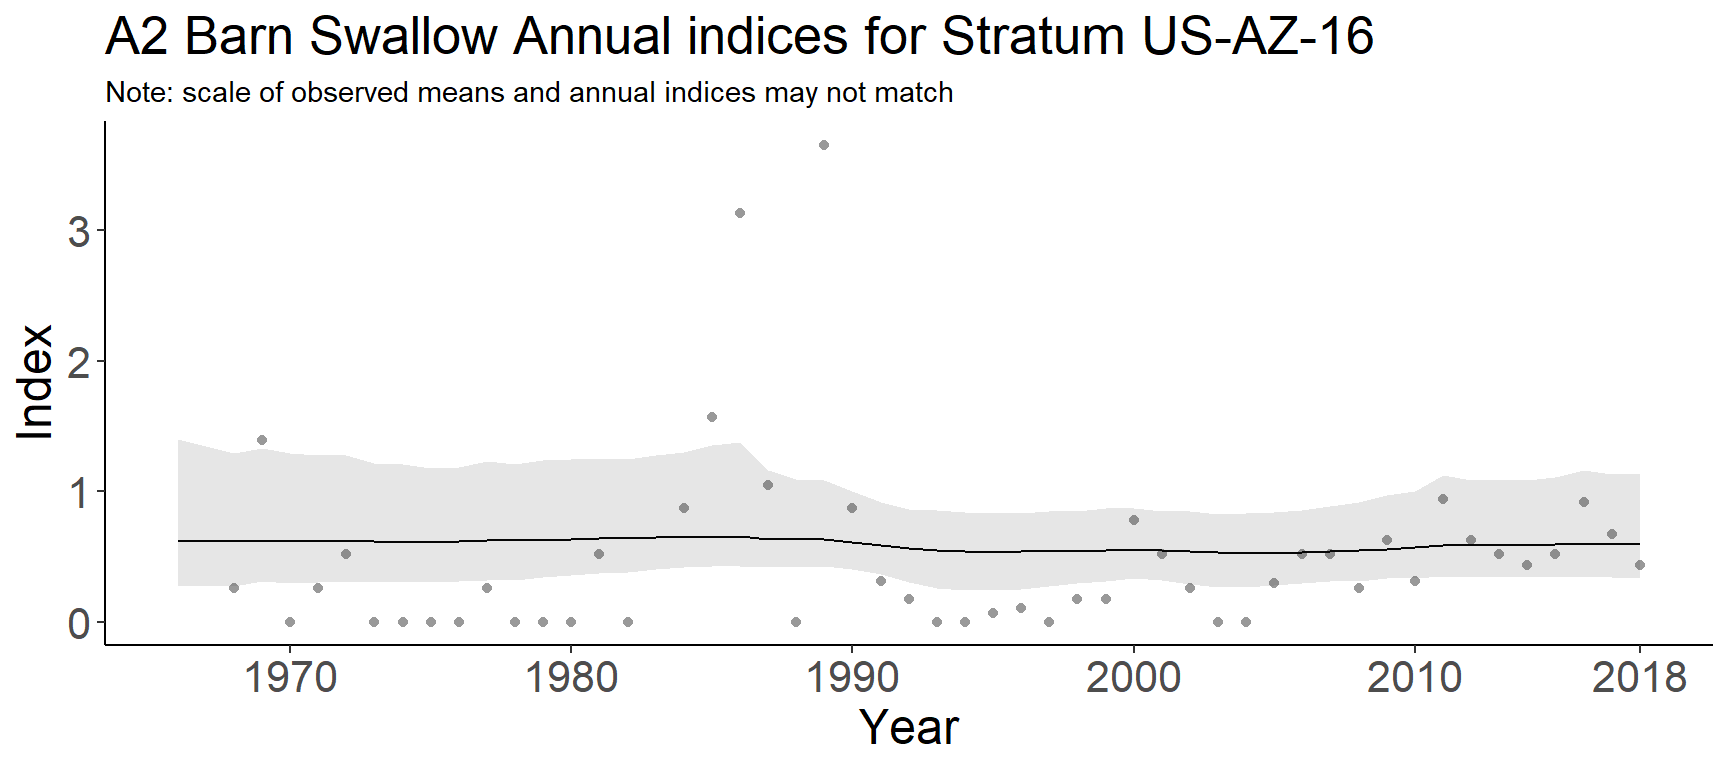 A2 Barn Swallow Annual indices for Stratum US-AZ-16
Note: scale of observed means and annual indices may not match
3
2
1
0
Index
1970 1980 1990 2000 2010 2018
Year